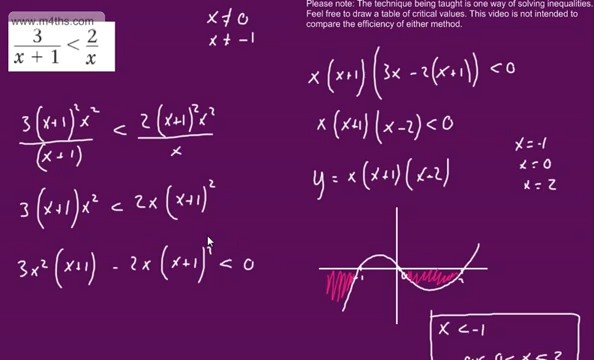 www.m4ths.com
3/(x + 1) < 2/x
x ≠ 0
x ≠ -1
3(x+1)²x²/(x+1) < 2(x+1)²x²/x
3(x+1)x² < 2x(x+1)²
3x²(x+1) - 2x(x+1)² < 0
Please note: The technique being taught is one way of solving inequalities.
Feel free to draw a table of critical values. This video is not intended to
compare the efficiency of either method.
x(x+1)(3x - 2(x+1)) < 0
x(x+1)(x-2) < 0
y = x(x+1)(x-2)
x=-1
x=0
x=2
x < -1